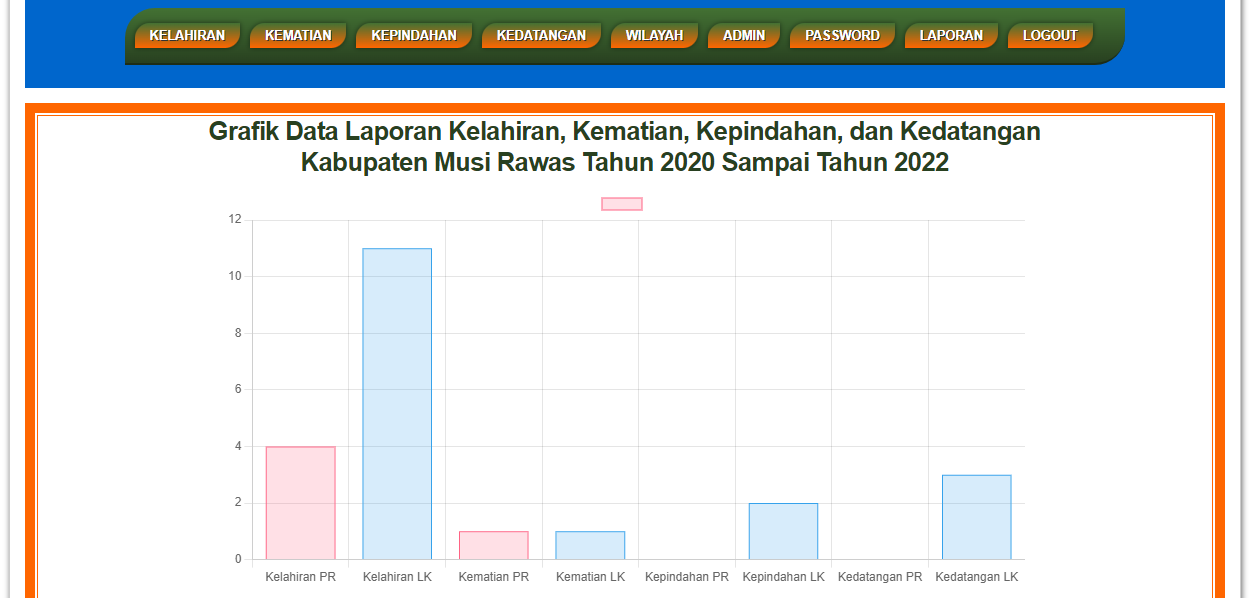 KELAHIRAN KEMATIAN KEPINDAHAN KEDATANGAN WILAYAH ADMIN PASSWORD LAPORAN LOGOUT
Grafik Data Laporan Kelahiran, Kematian, Kepindahan, dan Kedatangan
Kabupaten Musi Rawas Tahun 2020 Sampai Tahun 2022
12
10
8
6
4
2
0
Kelahiran PR Kelahiran LK Kematian PR Kematian LK Kepindahan PR Kepindahan LK Kedatangan PR Kedatangan LK